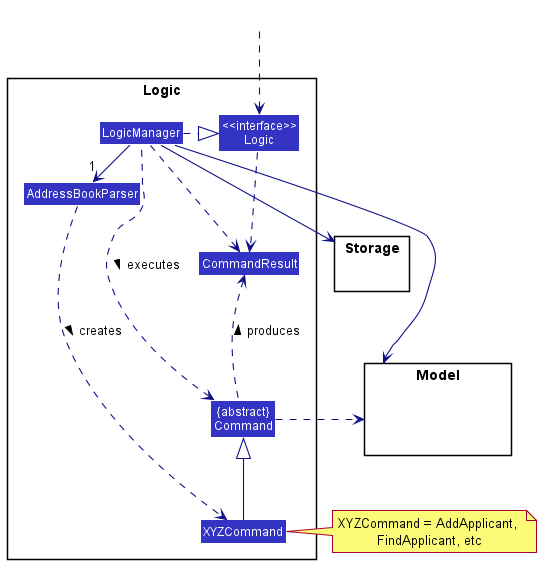 Logic
<<interface>>
Logic
LogicManager
1
AddressBookParser
Storage
CommandResult
executes
creates
produces
Model
{abstract}
Command
XYZCommand
XYZCommand = AddApplicant,
FindApplicant, etc